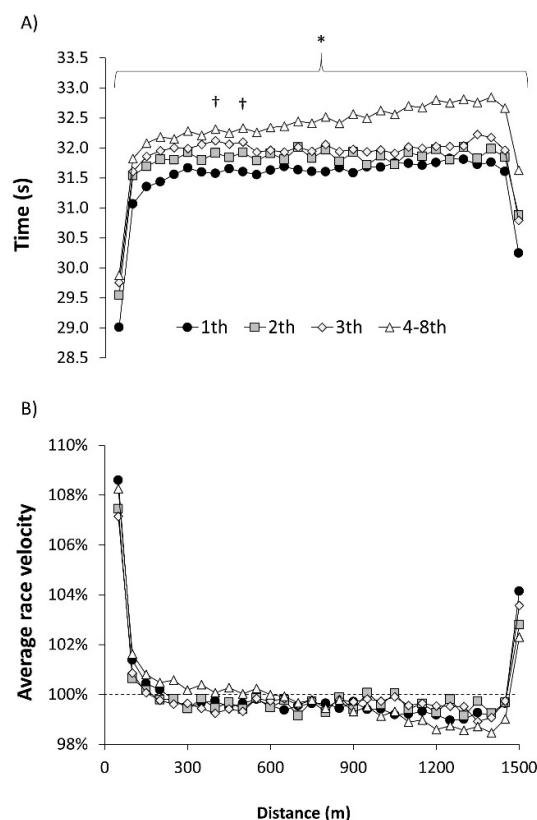 A)
*
† †
33.5
33.0
32.5
32.0
31.5
31.0
30.5
30.0
29.5
29.0
28.5
Time (s)
1th 2th 3th 4-8th
B)
110%
108%
106%
104%
102%
100%
98%
Average race velocity
0 300 600 900 1200 1500
Distance (m)